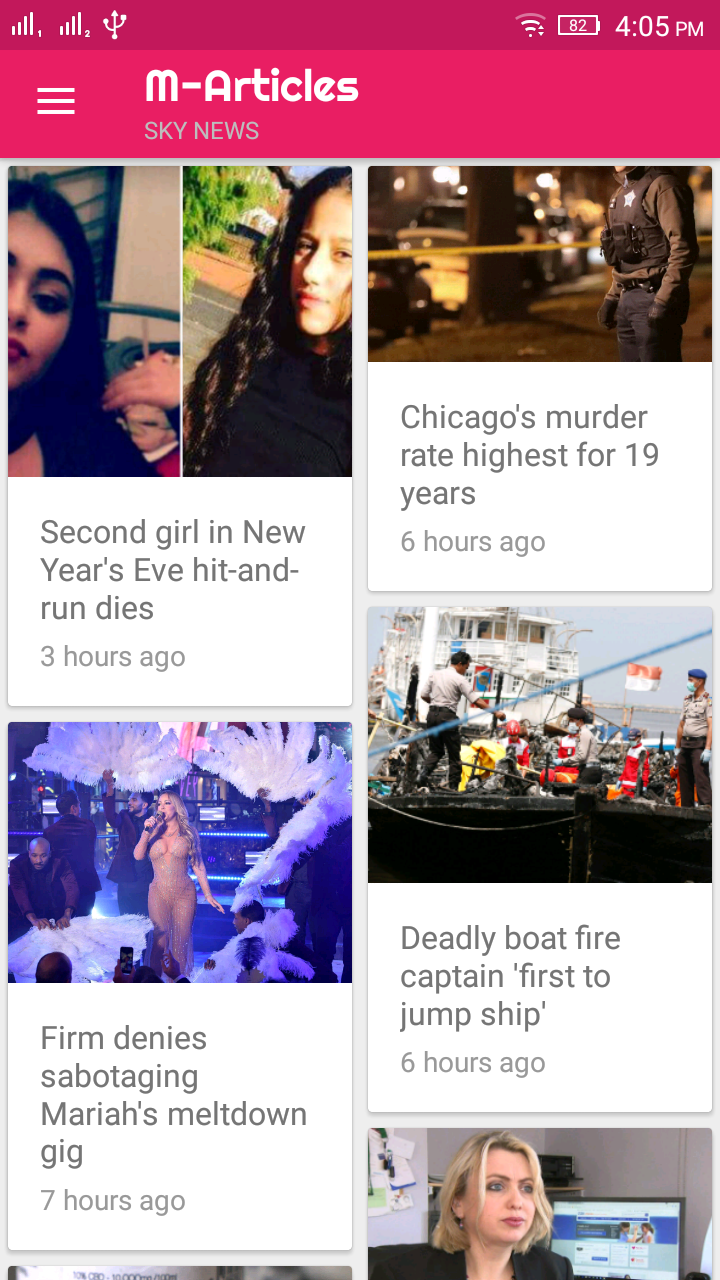 1 2 82 4:05 PM
M-Articles
SKY NEWS
Second girl in New
Year's Eve hit-and-
run dies
3 hours ago
Chicago's murder
rate highest for 19
years
6 hours ago
Firm denies
sabotaging
Mariah's meltdown
gig
7 hours ago
Deadly boat fire
captain 'first to
jump ship'
6 hours ago